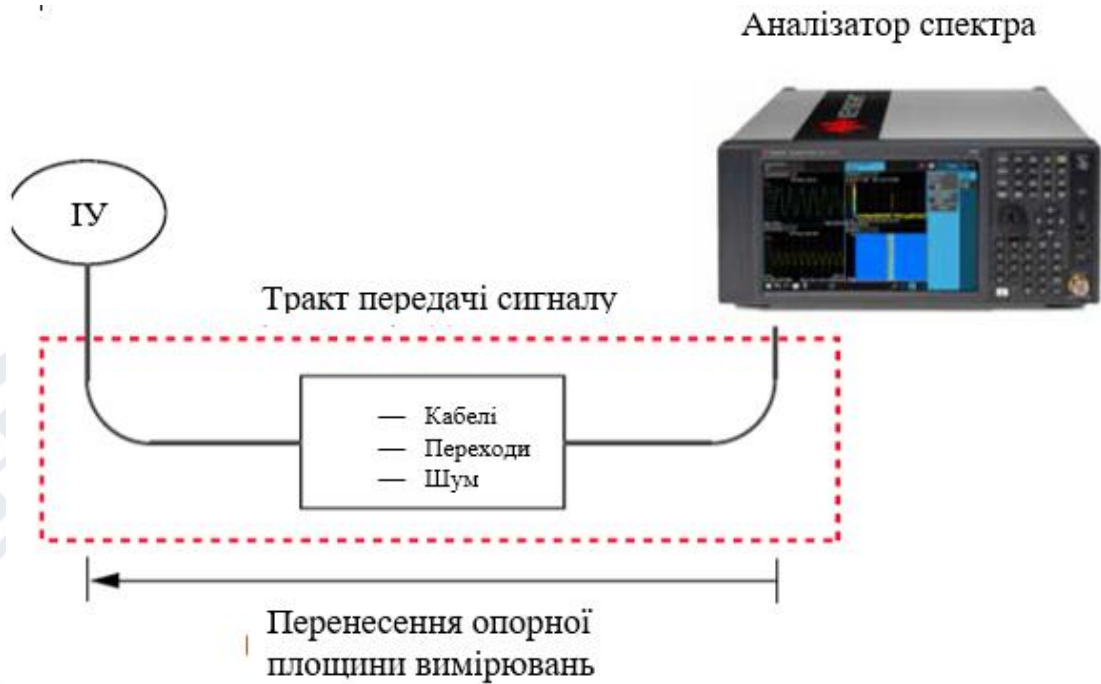 Аналізатор спектра
ІУ
Тракт передачі сигналу
— Кабелі
— Переходи
— Шум
Перенесення опорної
площини вимірювань